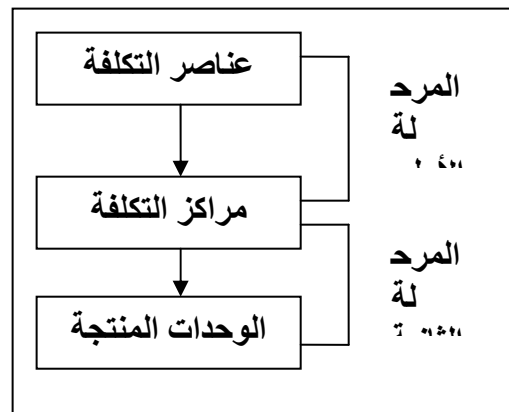 عناصر التكلفة
المرح
لة
مراكز التكلفة
المرح
لة
الوحدات المنتجة